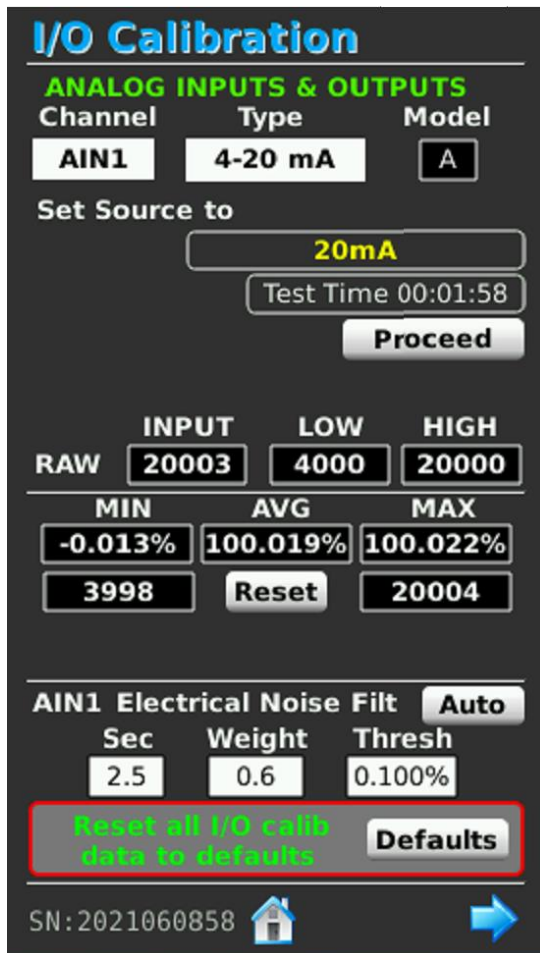 I/O Calibration
ANALOG INPUTS & OUTPUTS
Channel Type Model
AIN1 4-20 mA A
Set Source to
20mA
Test Time 00:01:58
Proceed
INPUT LOW HIGH
RAW 20003 4000 20000
MIN AVG MAX
-0.013% 100.019% 100.022%
3998 Reset 20004
AIN1 Electrical Noise Filt Auto
Sec Weight Thresh
2.5 0.6 0.100%
Reset all I/O calib
data to defaults Defaults
SN:2021060858